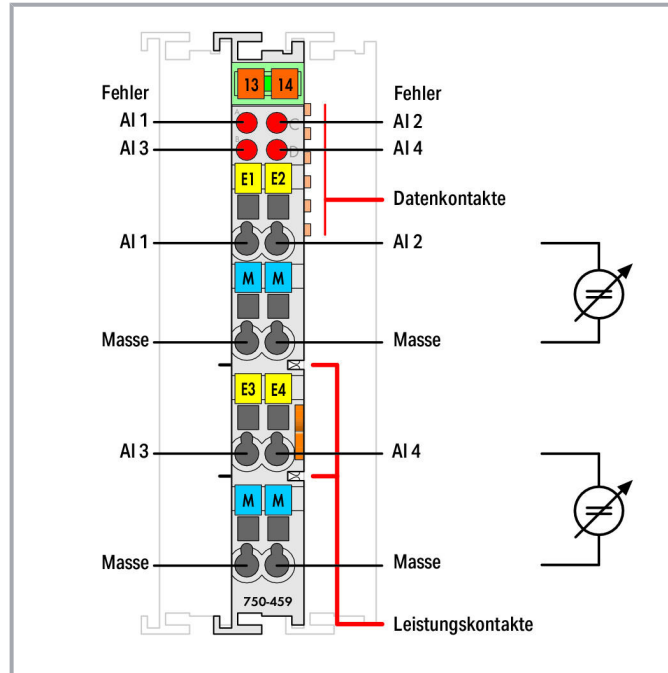 13 14
Fehler Fehler
A C
AI 1 AI 2
AI 3 AI 4
D
E1 E2
Datenkontakte
AI 1 AI 2
M M
Masse Masse
E3 E4
AI 3 AI 4
M M
Masse Masse
750-459
Leistungskontakte